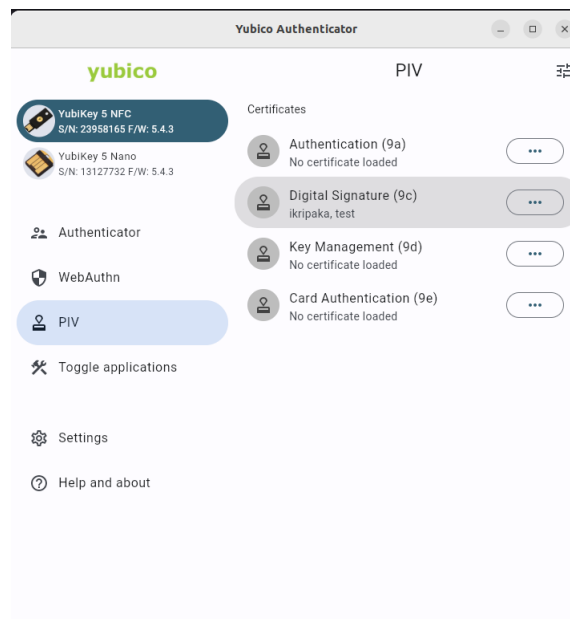 Yubico Authenticator
yubico
PIV
YubiKey 5 NFC
S/N: 23958165 F/W: 5.4.3
YubiKey 5 Nano
S/N: 13127732 F/W: 5.4.3
Authenticator
WebAuthn
PIV
Toggle applications
Settings
Help and about
Certificates
Authentication (9a)
No certificate loaded
Digital Signature (9c)
ikripaka, test
Key Management (9d)
No certificate loaded
Card Authentication (9e)
No certificate loaded